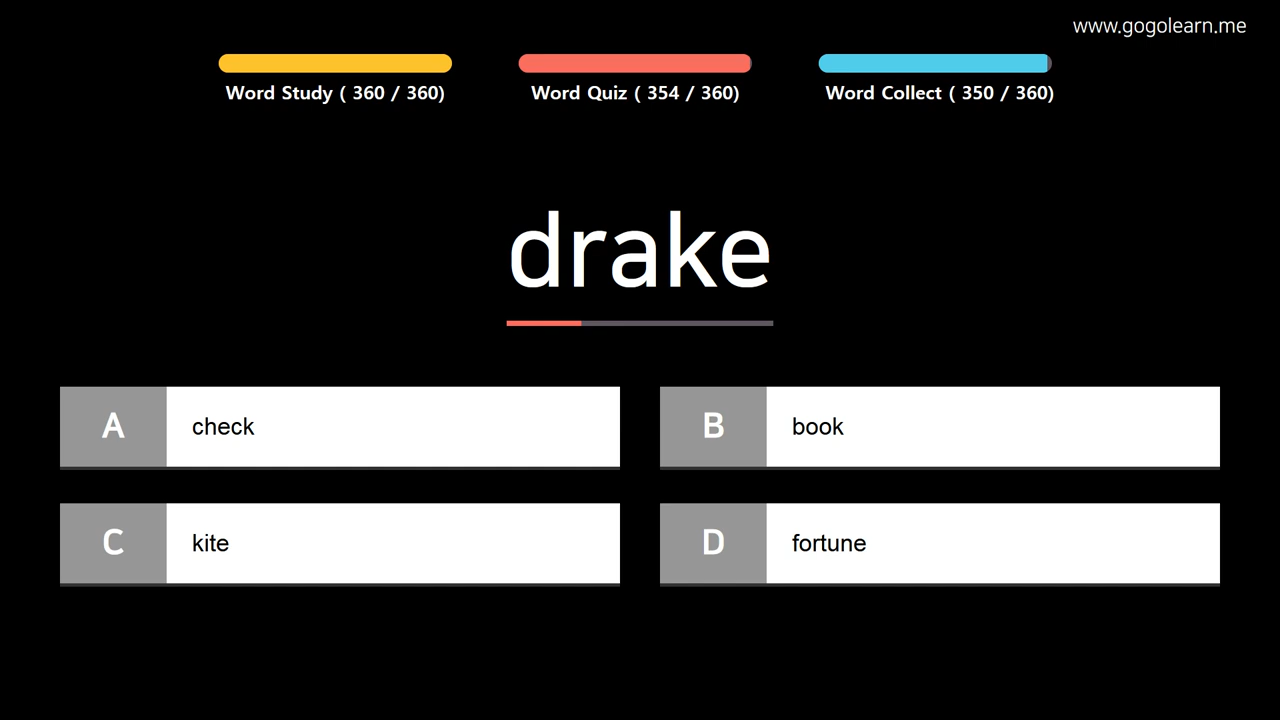 www.gogolearn.me
Word Study ( 360 / 360)
Word Quiz ( 354 / 360)
Word Collect ( 350 / 360)
drake
A check
B book
C kite
D fortune